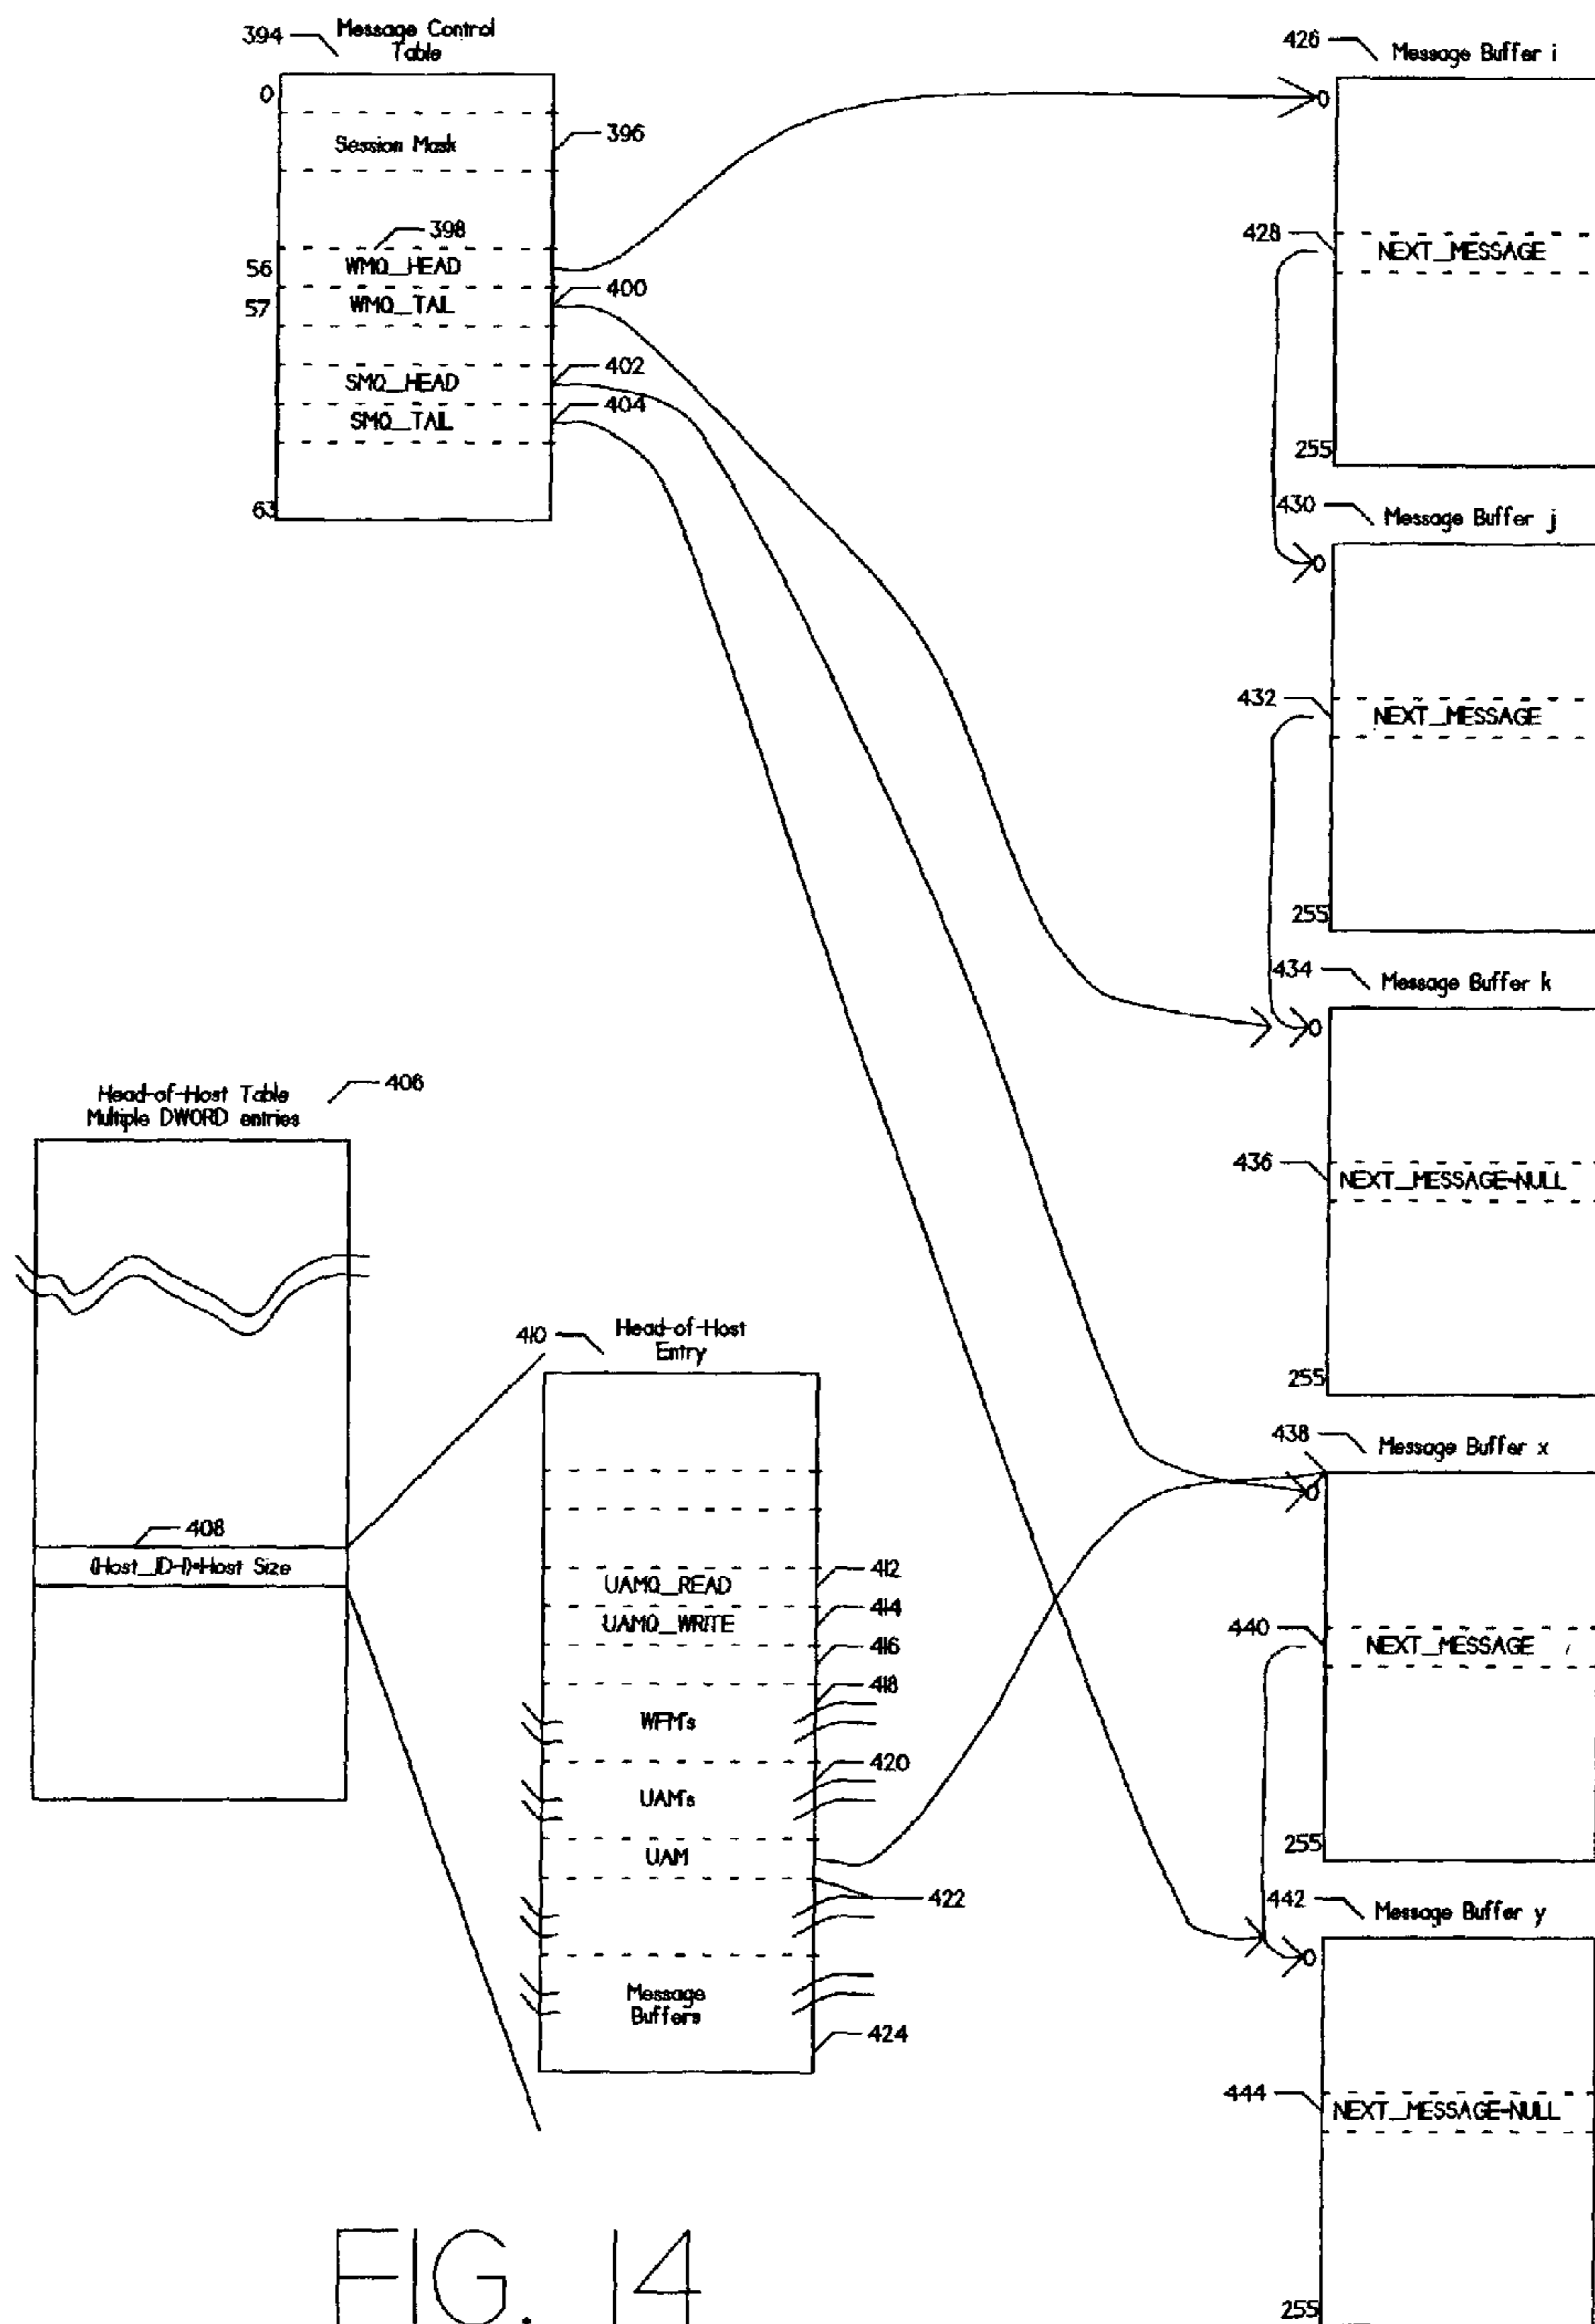 394
Message Control
Table
0
Session Mask
396
398
56
WMQ_HEAD
57
WMQ_TAIL
400
SMQ_HEAD
402
SMQ_TAIL
404
63
426
Message Buffer i
0
428
NEXT_MESSAGE
255
430
Message Buffer j
0
432
NEXT_MESSAGE
255
434
Message Buffer k
0
436
NEXT_MESSAGE=NULL
255
438
Message Buffer x
0
440
NEXT_MESSAGE
255
442
Message Buffer y
0
444
NEXT_MESSAGE=NULL
255
Head-of-Host Table
Multiple DWORD entries
406
408
(Host_ID-1)*Host Size
410
Head-of-Host
Entry
UAMQ_READ
412
UAMQ_WRITE
414
416
418
WFM's
420
UAM's
UAM
422
Message
Buffers
424
FIG. 14